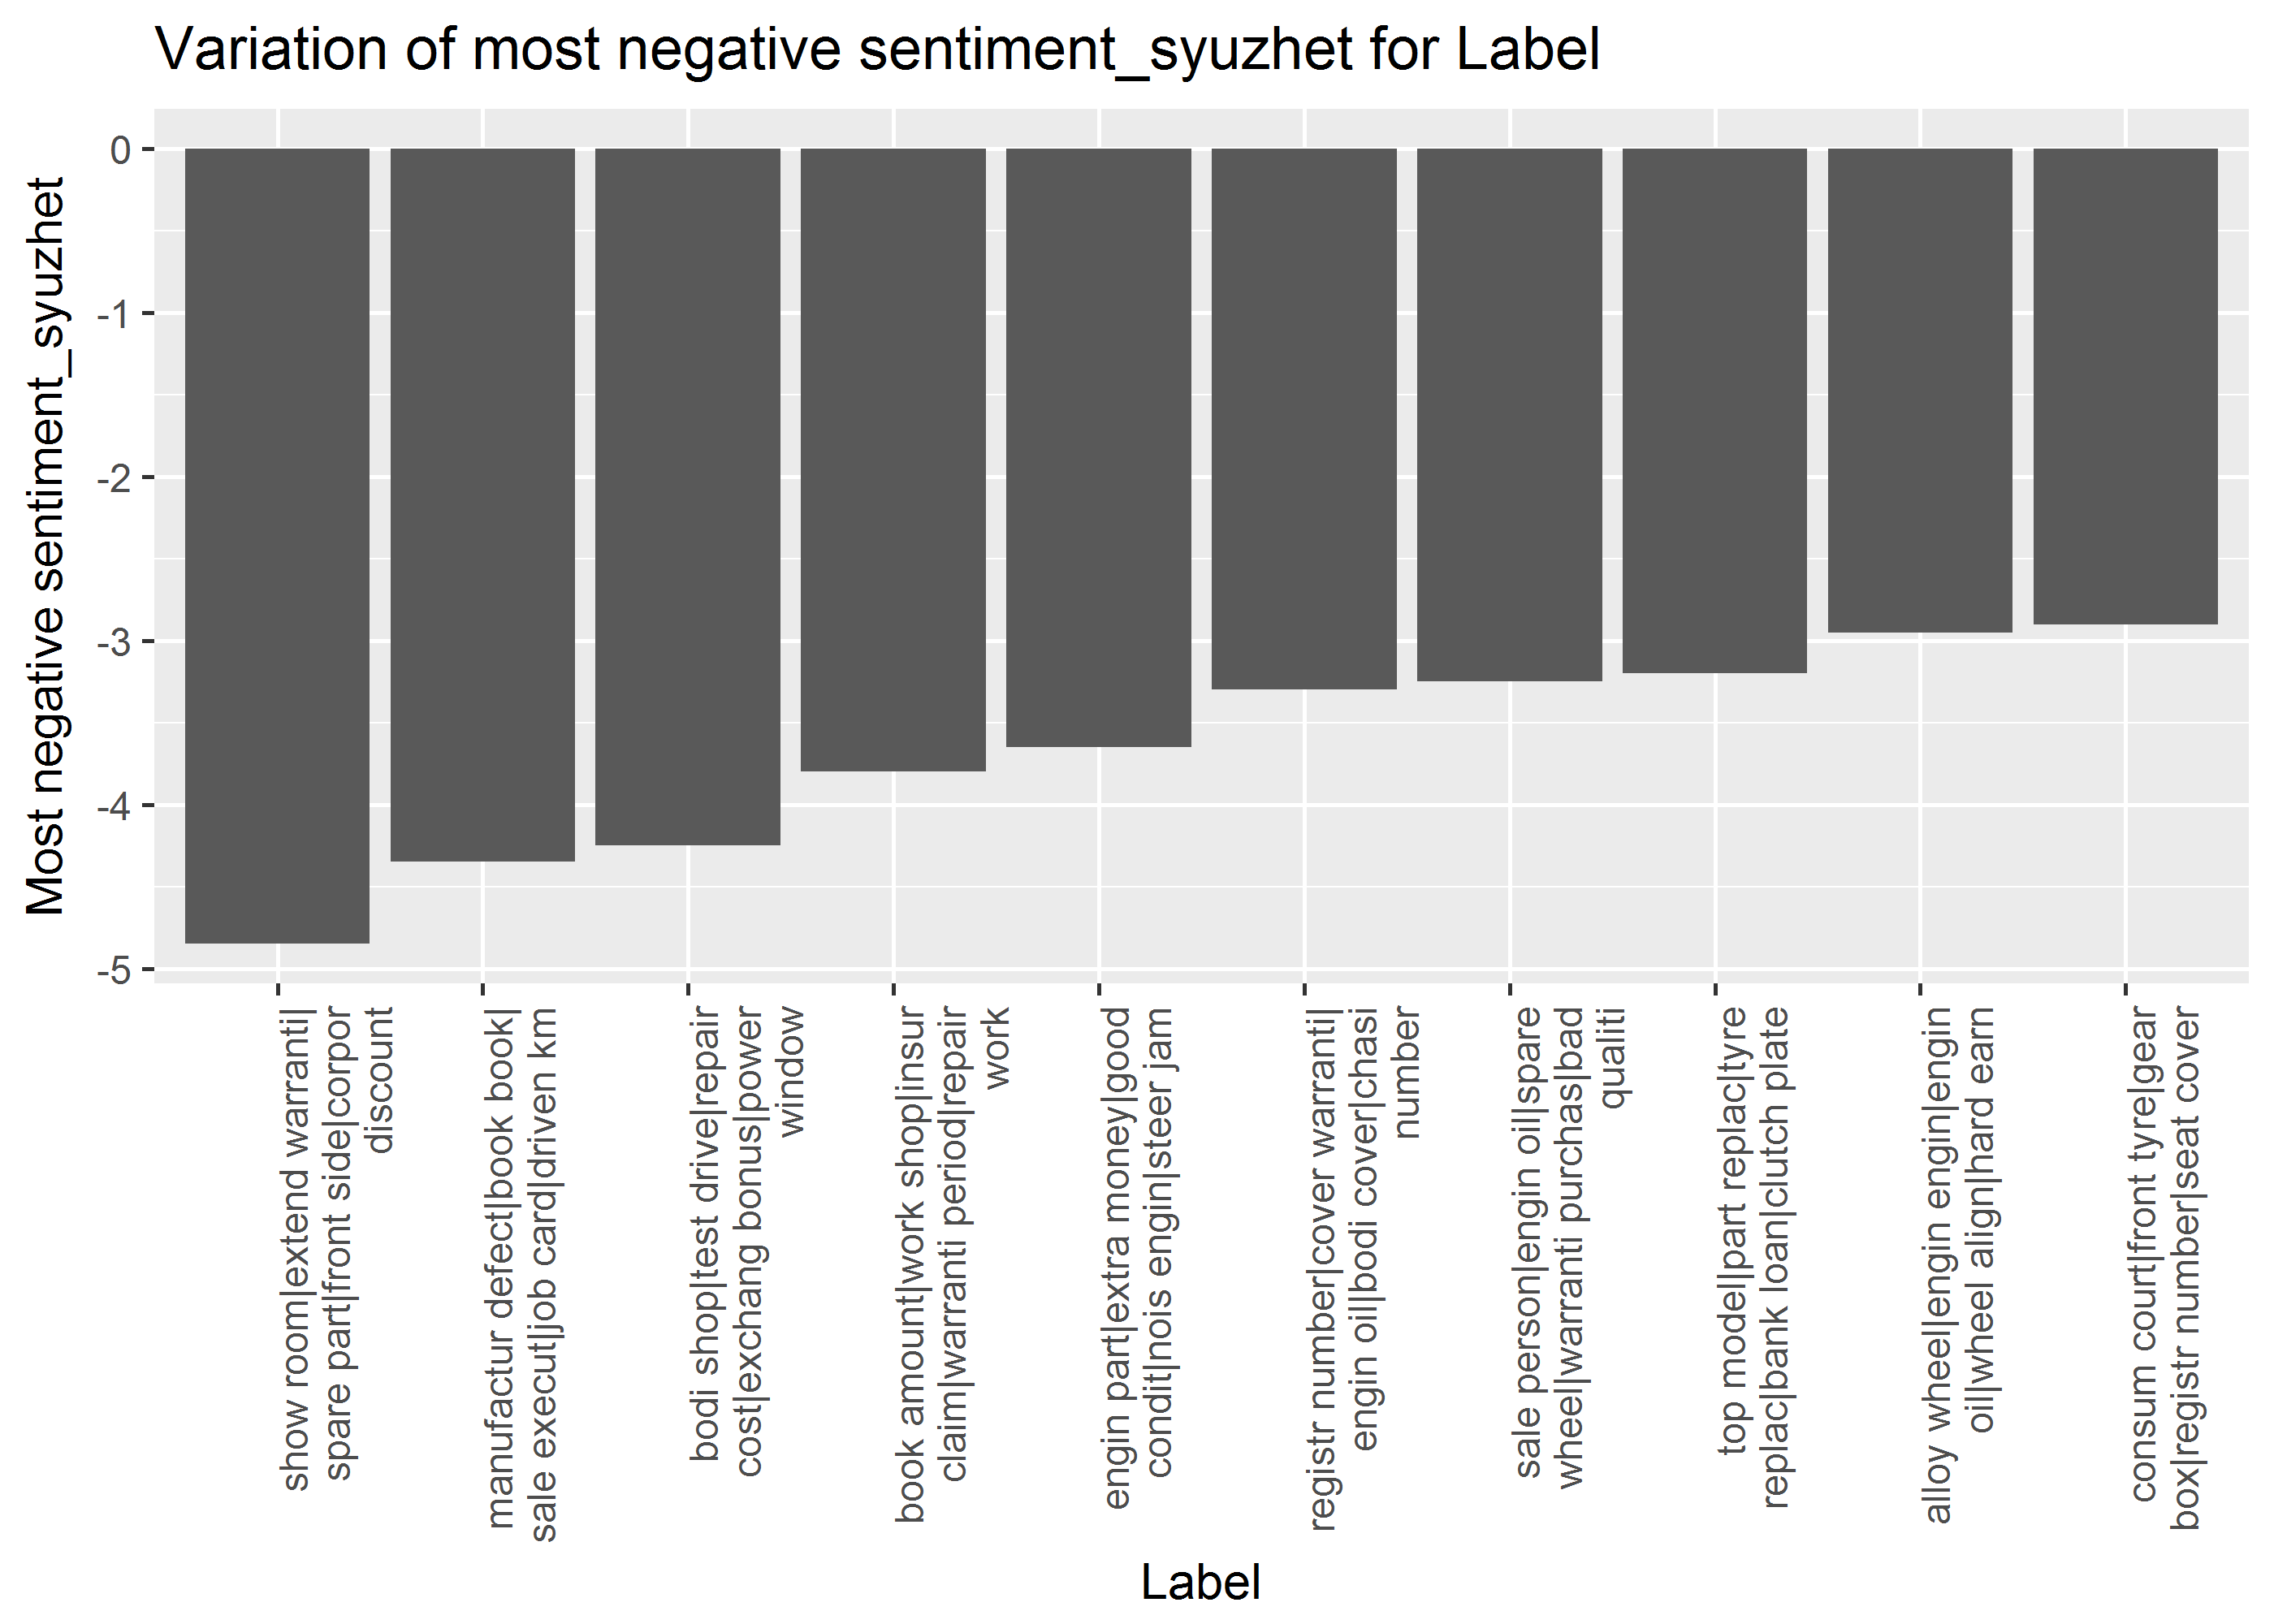 Variation of most negative sentiment_syuzhet for Label
Most negative sentiment_syuzhet
0
-1
-2
-3
-4
-5
show room|extend warranti|
spare part|front side|corpor
discount
manufactur defect|book book|
sale execut|job card|driven km
bodi shop|test drive|repair
cost|exchang bonus|power
window
book amount|work shop|insur
claim|warranti period|repair
work
engin part|extra money|good
condit|nois engin|steer jam
registr number|cover warranti|
engin oil|bodi cover|chasi
number
sale person|engin oil|spare
wheel|warranti purchas|bad
qualiti
top model|part replac|tyre
replac|bank loan|clutch plate
alloy wheel|engin engin|engin
oil|wheel align|hard earn
consum court|front tyre|gear
box|registr number|seat cover
Label